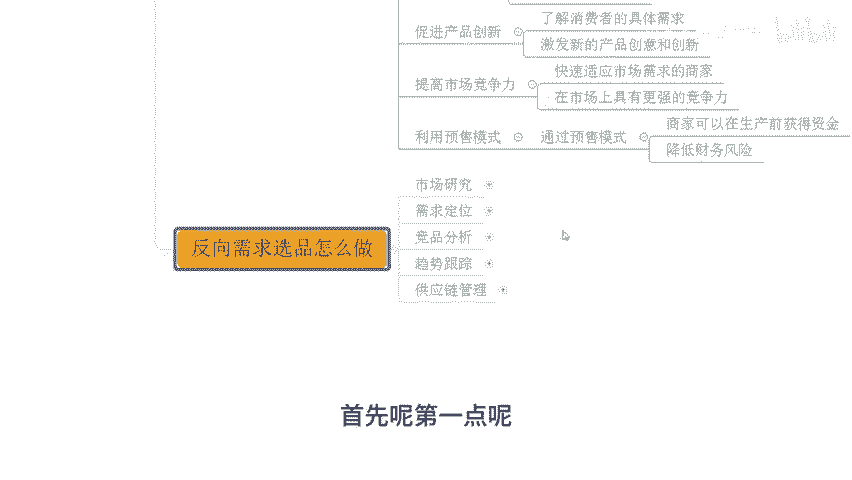 促进产品创新
了解消费者的具体需求
激发新的产品创意和创新
提高市场竞争力
快速适应市场需求的商家
在市场上具有更强的竞争力
利用预售模式
通过预售模式
商家可以在生产前获得资金
降低财务风险
反向需求选品怎么做
市场研究
需求定位
竞品分析
趋势跟踪
供应链管理
首先呢第一点呢